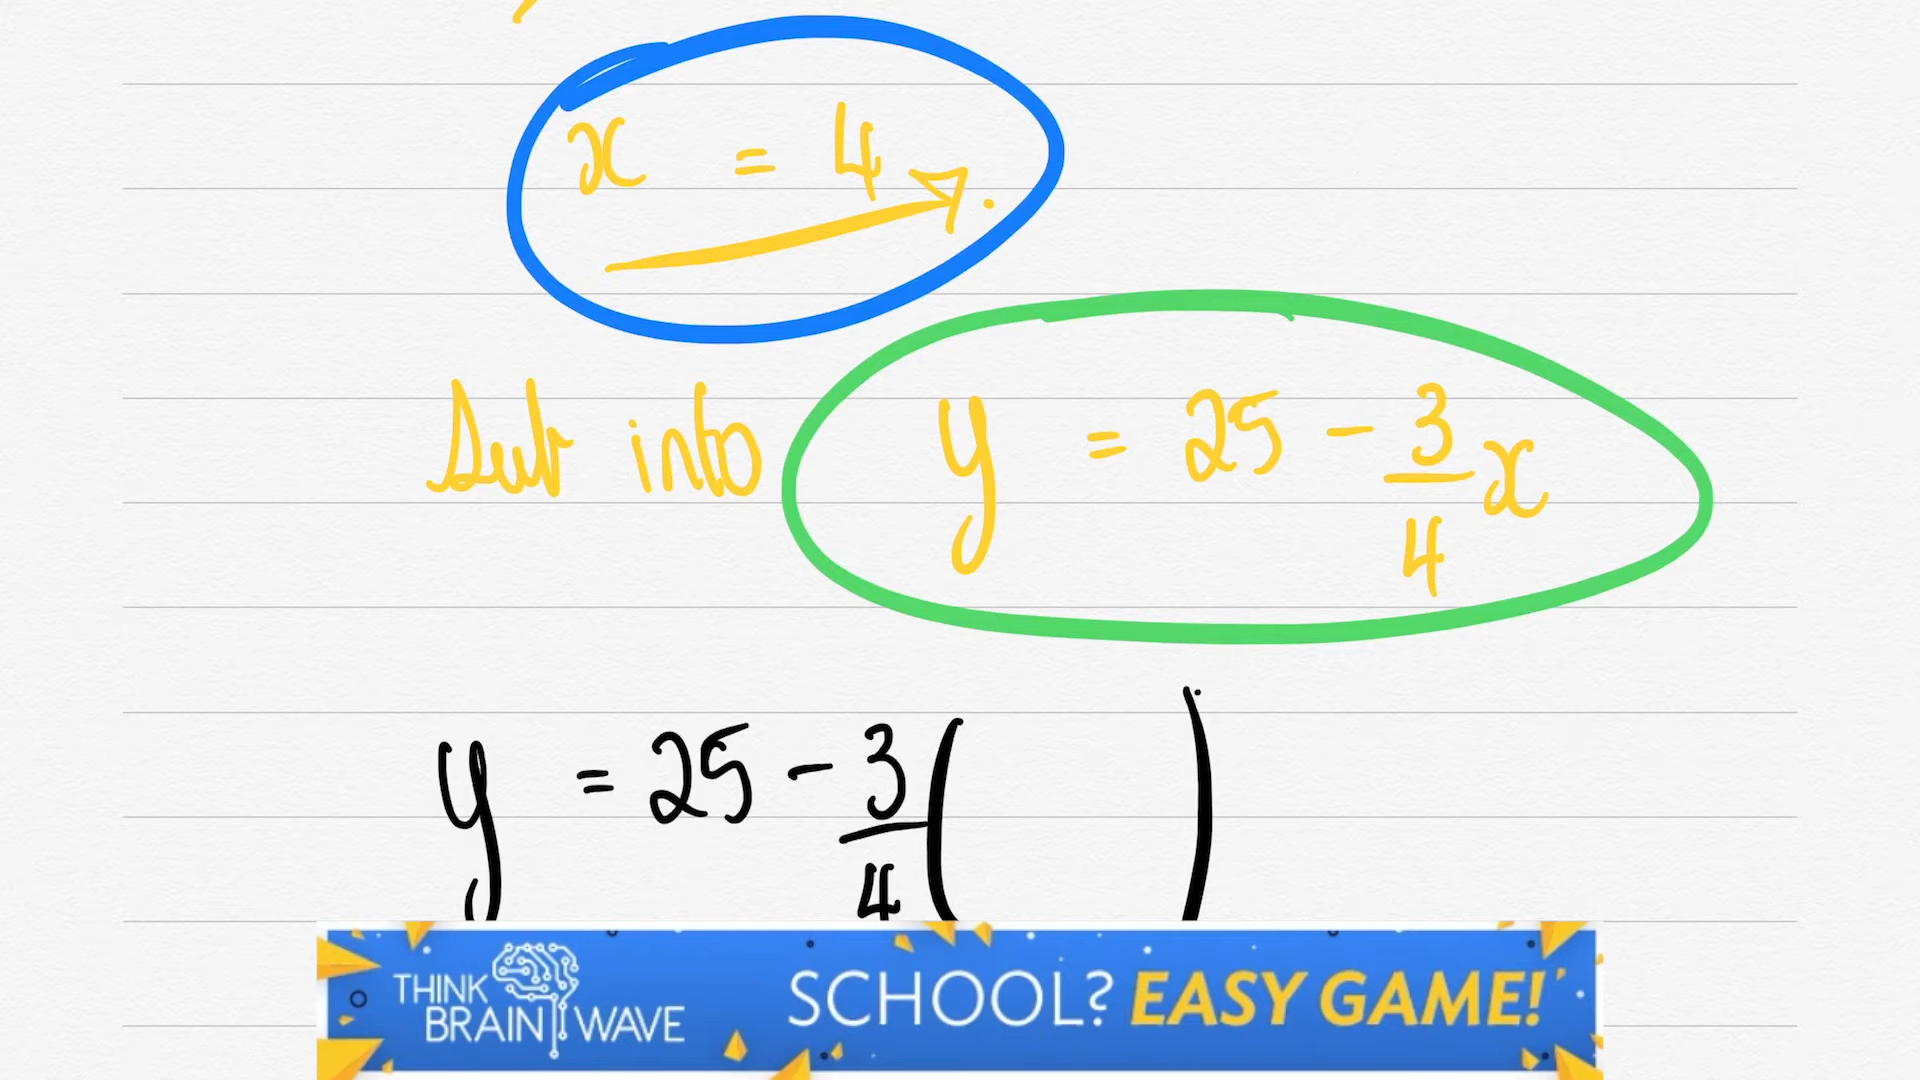 x = 4
Sub into y = 25 - 3/4 x
y = 25 - 3/4 ( )
THINK
BRAIN WAVE
SCHOOL? EASY GAME!